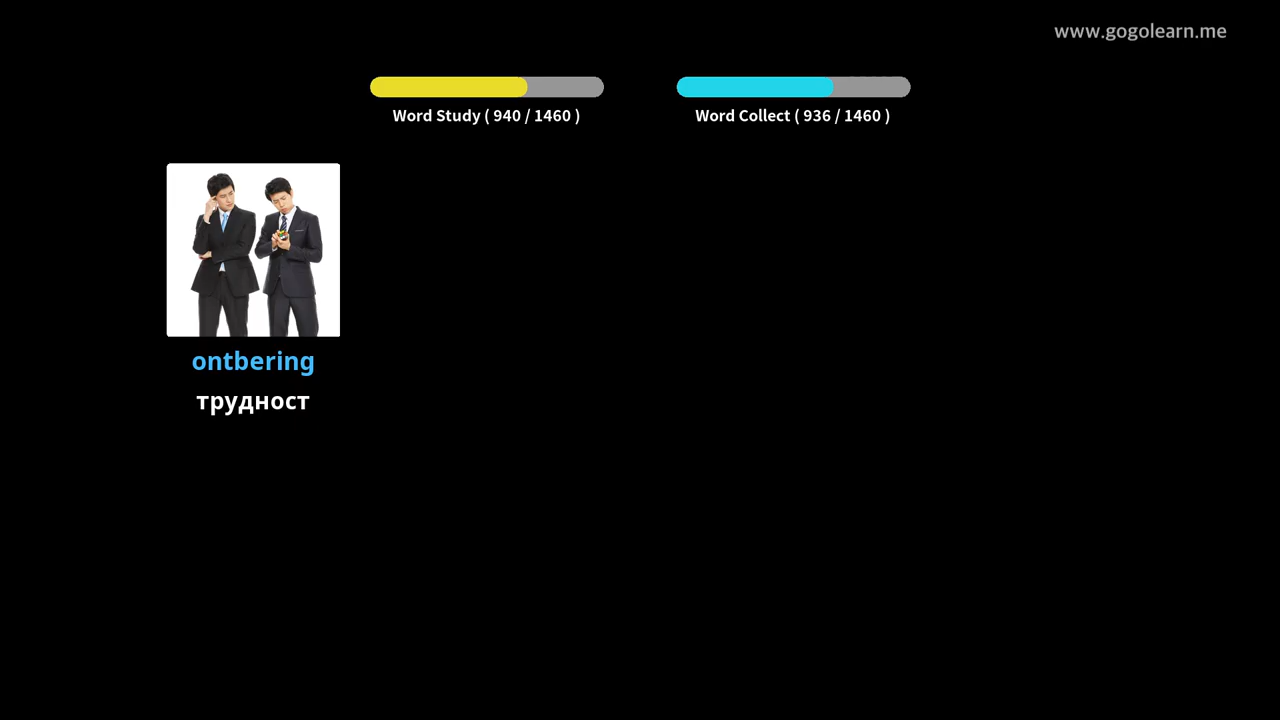 www.gogolearn.me
Word Study ( 940 / 1460 )
Word Collect ( 936 / 1460 )
ontbering
трудност